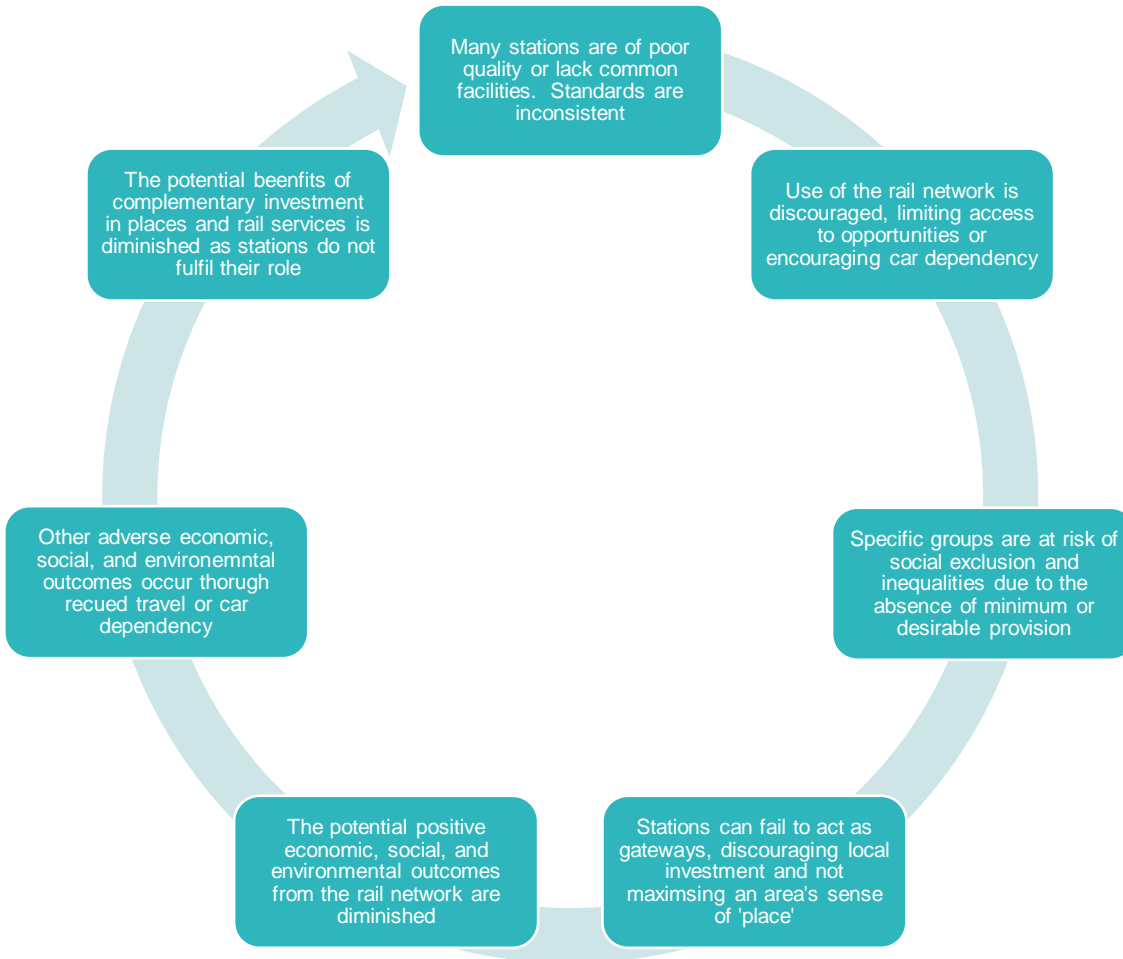 Many stations are of poor
quality or lack common
facilities. Standards are
inconsistent
Use of the rail network is
discouraged, limiting access
to opportunities or
encouraging car dependency
Specific groups are at risk of
social exclusion and
inequalities due to the
absence of minimum or
desirable provision
Stations can fail to act as
gateways, discouraging local
investment and not
maximsing an area's sense
of 'place'
The potential positive
economic, social, and
environmental outcomes
from the rail network are
diminished
Other adverse economic,
social, and environemntal
outcomes occur thorugh
recued travel or car
dependency
The potential beenfits of
complementary investment
in places and rail services is
diminished as stations do not
fulfil their role